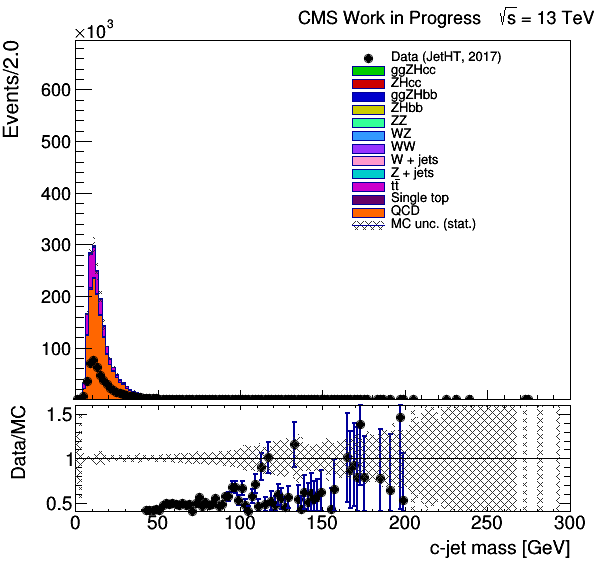 CMS Work in Progress √s = 13 TeV
×10³
Events/2.0
600
500
400
300
200
100
Data (JetHT, 2017)
ggZHcc
ZHcc
ggZHbb
ZHbb
ZZ
WZ
WW
W + jets
Z + jets
tt̄
Single top
QCD
MC unc. (stat.)
Data/MC
1.5
1
0.5
0 50 100 150 200 250 300
c-jet mass [GeV]